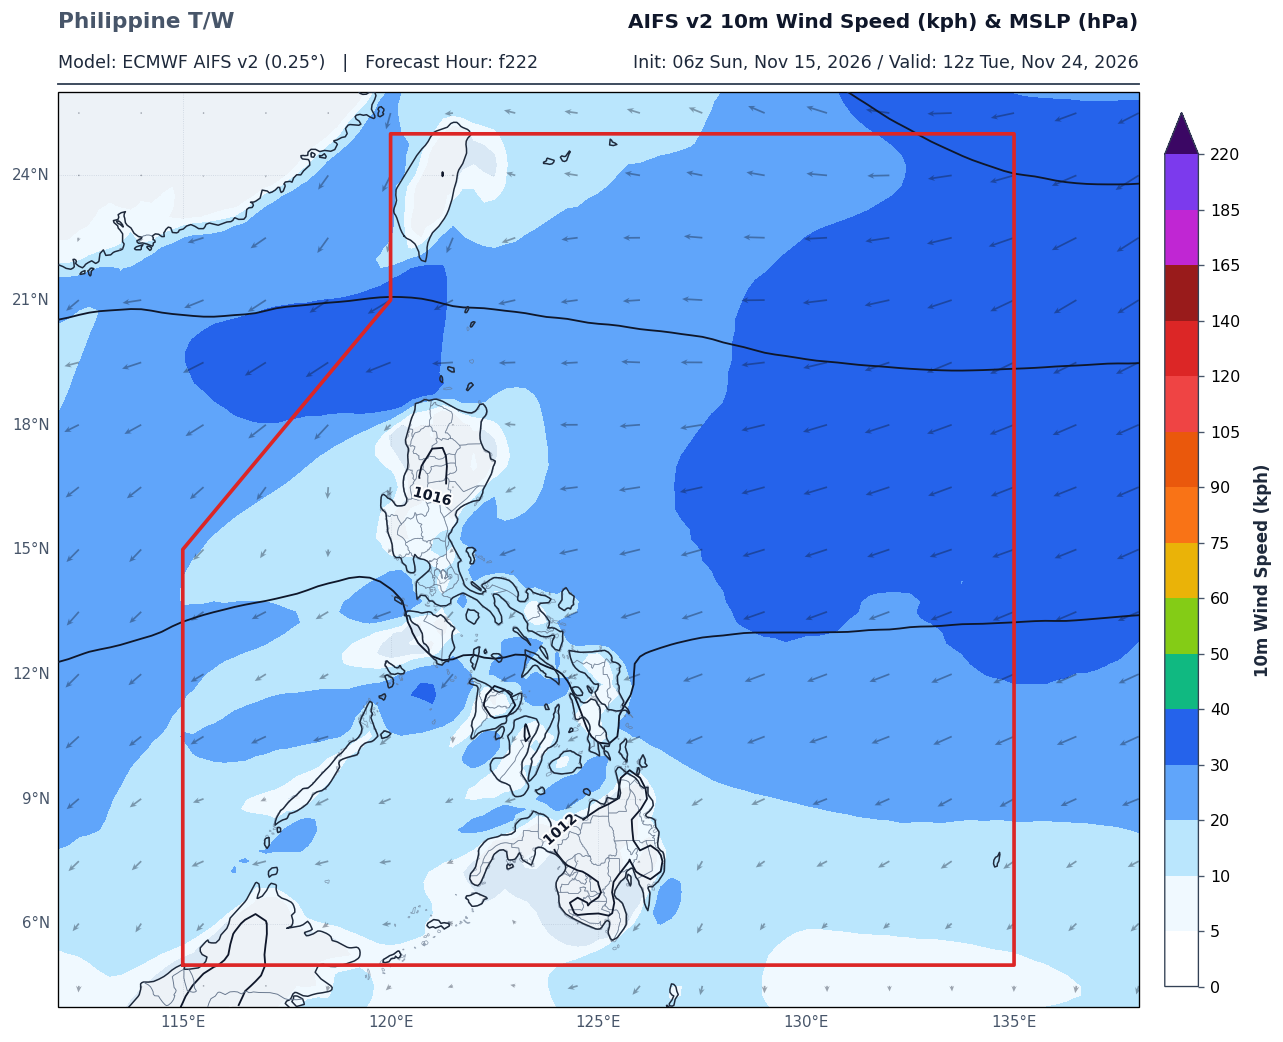 Philippine T/W
AIFS v2 10m Wind Speed (kph) & MSLP (hPa)
Model: ECMWF AIFS v2 (0.25°) | Forecast Hour: f222
Init: 06z Sun, Nov 15, 2026 / Valid: 12z Tue, Nov 24, 2026
24°N
21°N
18°N
15°N
12°N
9°N
6°N
1016
1012
115°E
120°E
125°E
130°E
135°E
220
185
165
140
120
105
90
75
60
50
40
30
20
10
5
0
10m Wind Speed (kph)